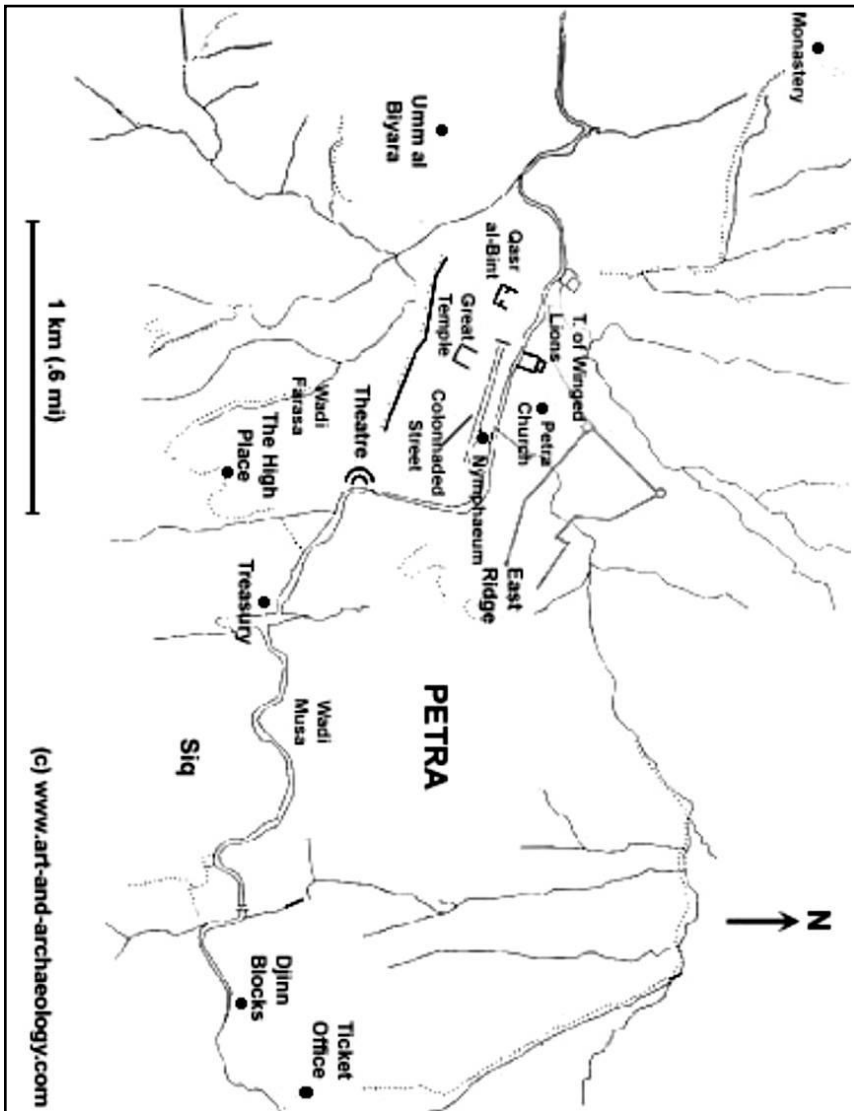 Monastery
N
T. of Winged
Lions
Petra
Church
Qasr
al-Bint
East
Ridge
Nymphaeum
Great
Temple
Colonnaded
Street
Umm al
Biyara
PETRA
Theatre
Ticket
Office
Wadi
Musa
Wadi
Farasa
The High
Place
Djinn
Blocks
Treasury
Siq
1 km (.6 mi)
(c) www.art-and-archaeology.com